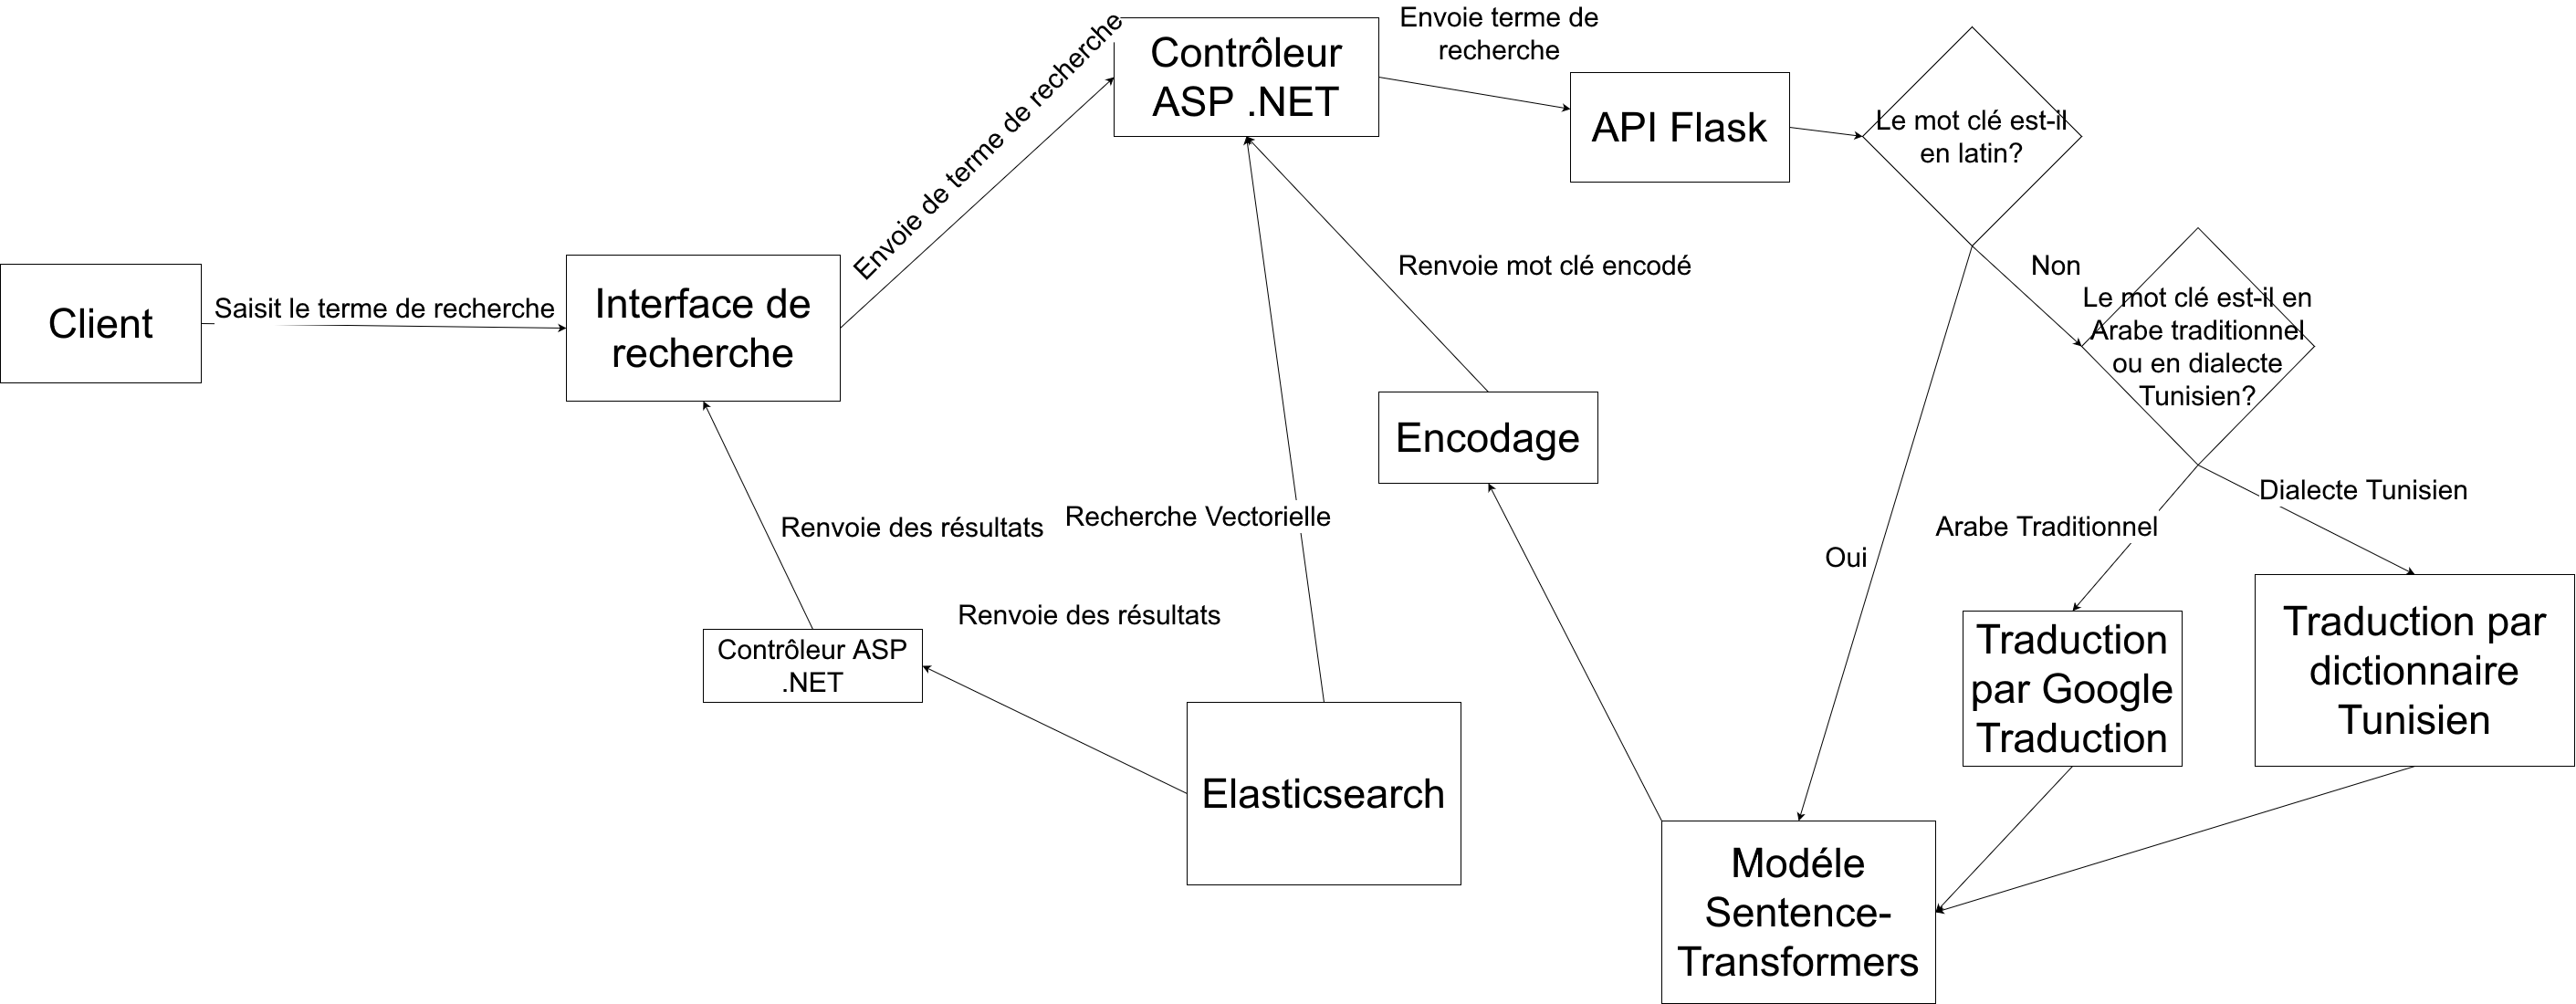 Client
Saisit le terme de recherche
Interface de
recherche
Envoie de terme de recherche
Contrôleur
ASP .NET
Envoie terme de
recherche
API Flask
Le mot clé est-il
en latin?
Non
Le mot clé est-il en
Arabe traditionnel
ou en dialecte
Tunisien?
Dialecte Tunisien
Arabe Traditionnel
Oui
Traduction
par Google
Traduction
Traduction par
dictionnaire
Tunisien
Modéle
Sentence-
Transformers
Encodage
Renvoie mot clé encodé
Recherche Vectorielle
Elasticsearch
Renvoie des résultats
Contrôleur ASP
.NET
Renvoie des résultats